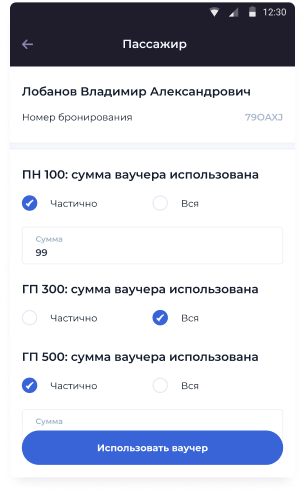 12:30
Пассажир
Лобанов Владимир Александрович
Номер бронирования 79OAXJ
ПН 100: сумма ваучера использована
Частично Вся
Сумма
99
ГП 300: сумма ваучера использована
Частично Вся
ГП 500: сумма ваучера использована
Частично Вся
Сумма
Использовать ваучер